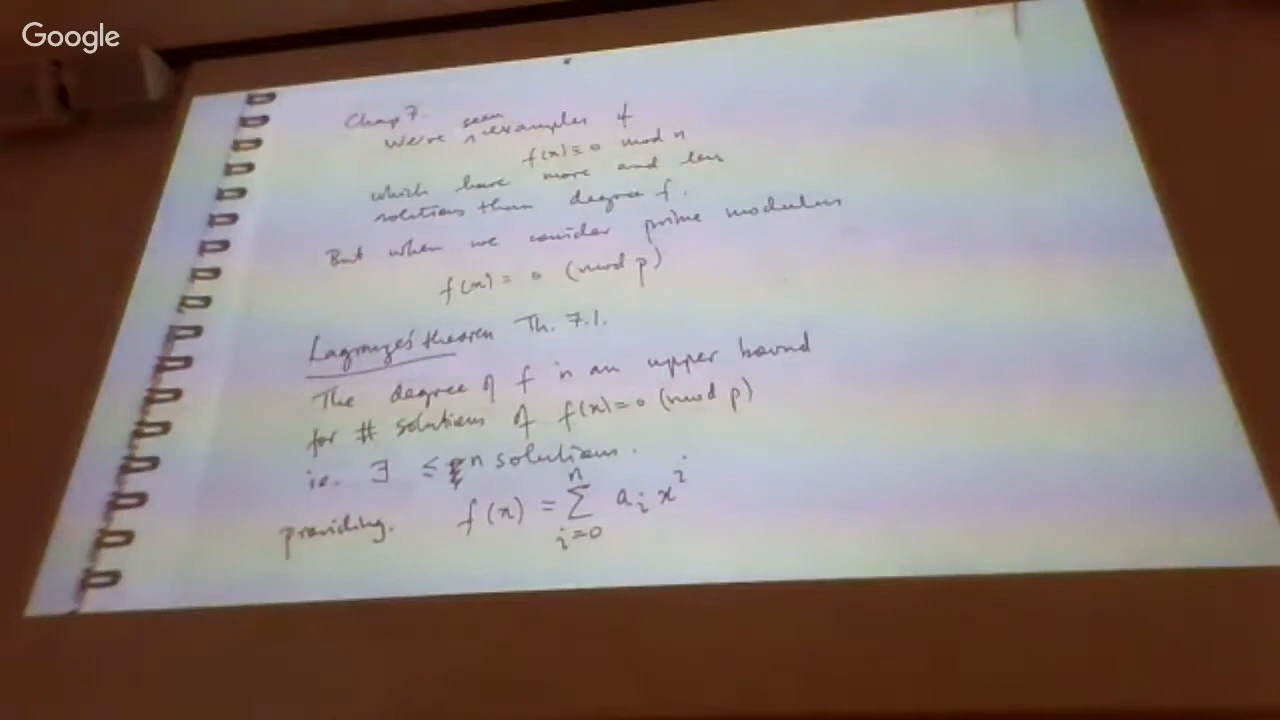 Google
Chap 7.
We've seen examples of
f(x) ≡ 0 mod n
which have more and less
solutions than degree f.
But when we consider prime modulus
f(x) ≡ 0 (mod p)
Lagrange's theorem Th. 7.1.
The degree of f is an upper bound
for # solutions of f(x) ≡ 0 (mod p)
ie. ∃ ≤ n solutions.
providing. f(x) = ∑_{i=0}^{n} a_i x^i